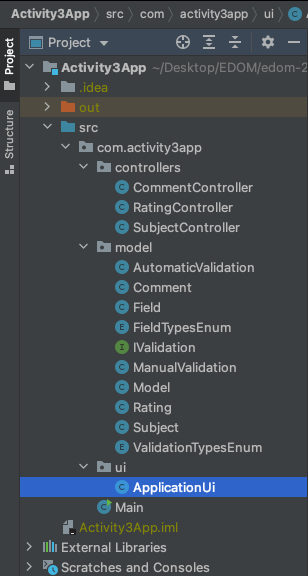 Activity3App > src > com > activity3app > ui >
Project
Project
Structure
Activity3App ~/Desktop/EDOM/edom-2
.idea
out
src
com.activity3app
controllers
C CommentController
C RatingController
C SubjectController
model
C AutomaticValidation
C Comment
C Field
E FieldTypesEnum
I IValidation
C ManualValidation
C Model
C Rating
C Subject
E ValidationTypesEnum
ui
C ApplicationUi
C Main
Activity3App.iml
External Libraries
Scratches and Consoles